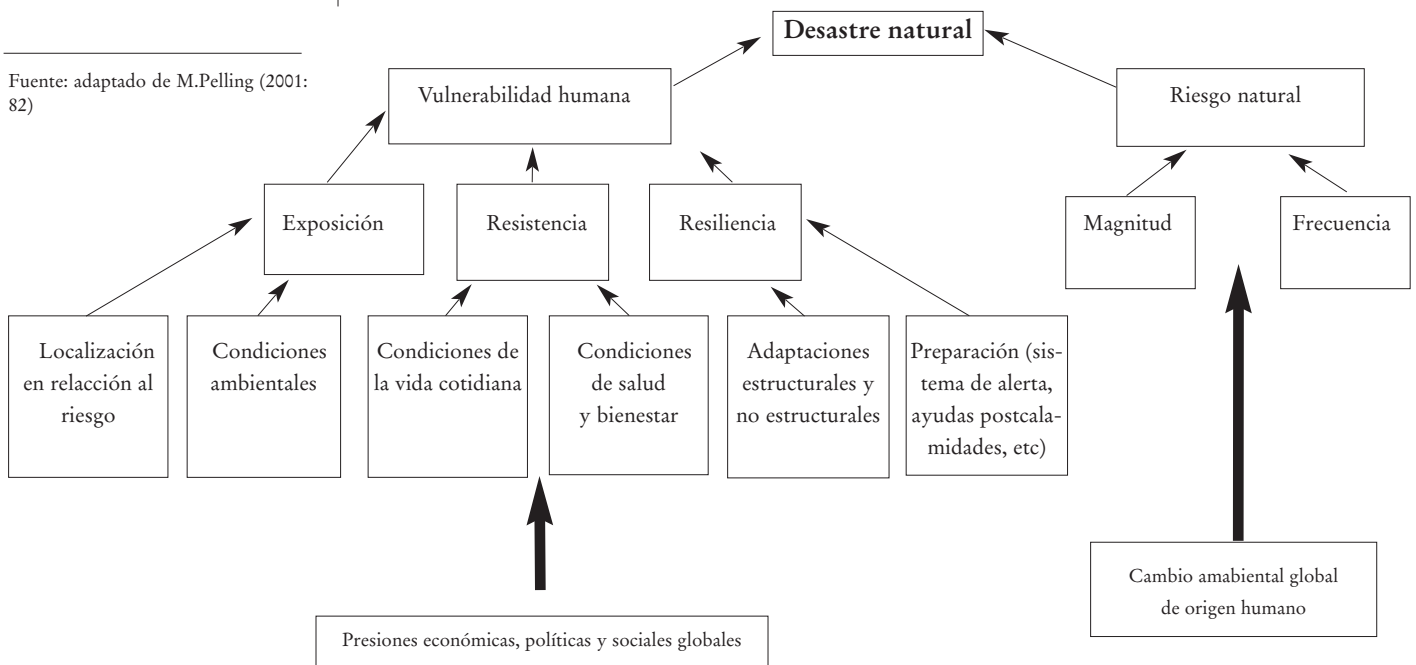 Desastre natural
Fuente: adaptado de M.Pelling (2001:
82)
Vulnerabilidad humana
Riesgo natural
Exposición
Resistencia
Resiliencia
Magnitud
Frecuencia
Localización
en relacción al
riesgo
Condiciones
ambientales
Condiciones de
la vida cotidiana
Condiciones
de salud
y bienestar
Adaptaciones
estructurales y
no estructurales
Preparación (sis-
tema de alerta,
ayudas postcala-
midades, etc)
Cambio amabiental global
de origen humano
Presiones económicas, políticas y sociales globales